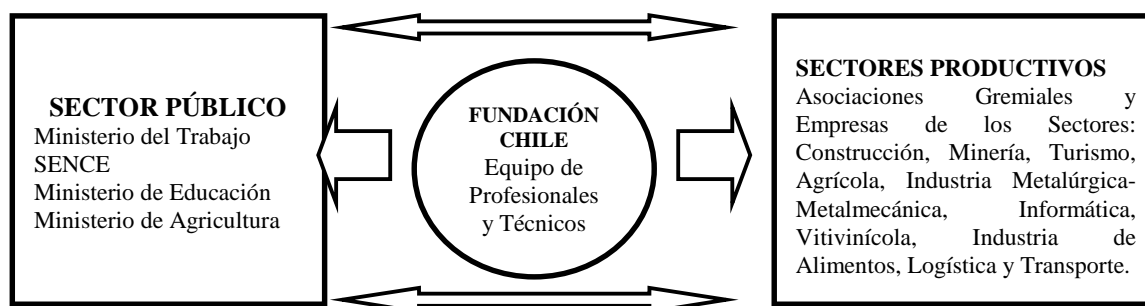 SECTOR PÚBLICO
Ministerio del Trabajo
SENCE
Ministerio de Educación
Ministerio de Agricultura
FUNDACIÓN
CHILE
Equipo de
Profesionales
y Técnicos
SECTORES PRODUCTIVOS
Asociaciones Gremiales y
Empresas de los Sectores:
Construcción, Minería, Turismo,
Agrícola, Industria Metalúrgica-
Metalmecánica, Informática,
Vitivinícola, Industria de
Alimentos, Logística y Transporte.